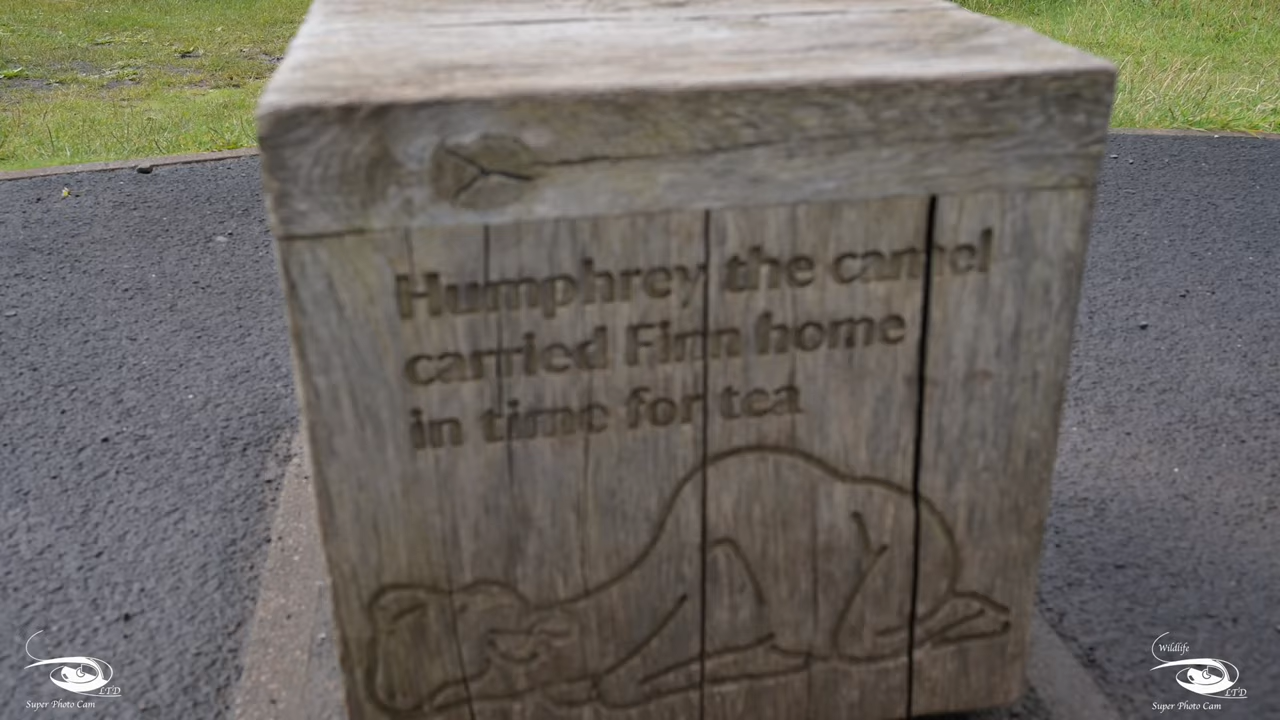 Humphrey the camel
carried Finn home
in time for tea
LTD
Super Photo Cam
Wildlife
LTD
Super Photo Cam